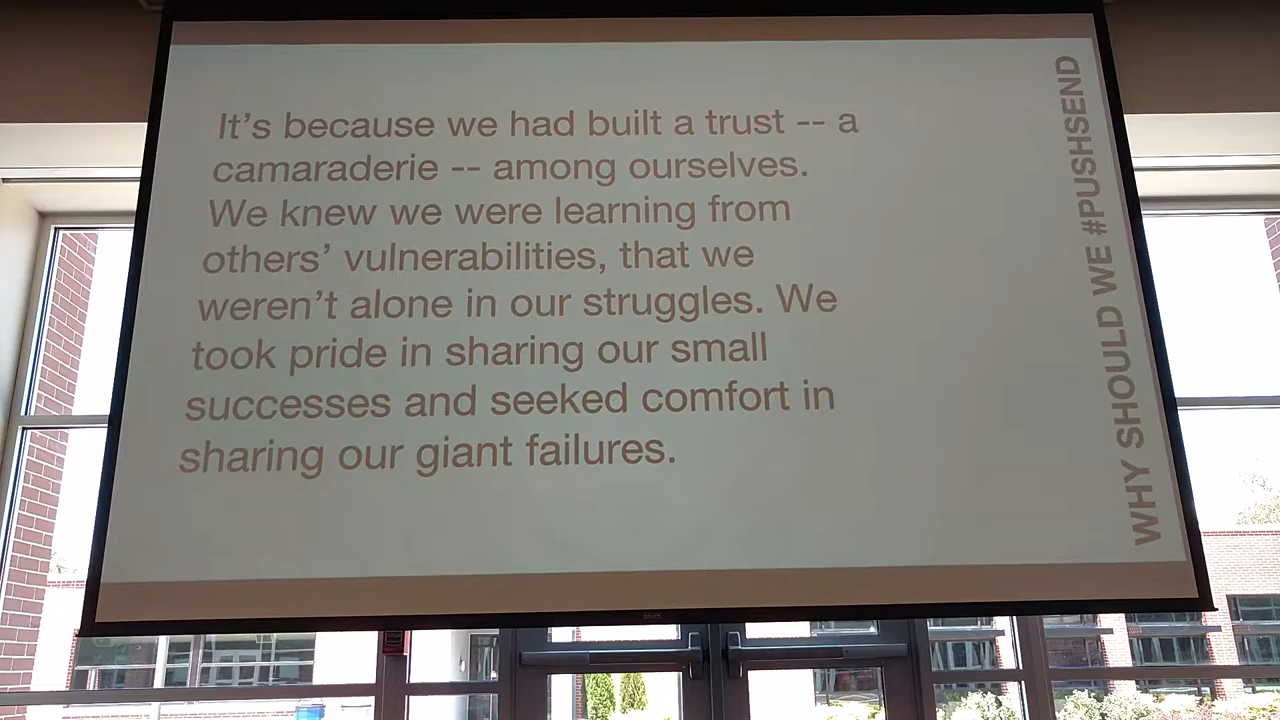 It's because we had built a trust -- a
camaraderie -- among ourselves.
We knew we were learning from
others' vulnerabilities, that we
weren't alone in our struggles. We
took pride in sharing our small
successes and seeked comfort in
sharing our giant failures.
WHY SHOULD WE #PUSHSEND